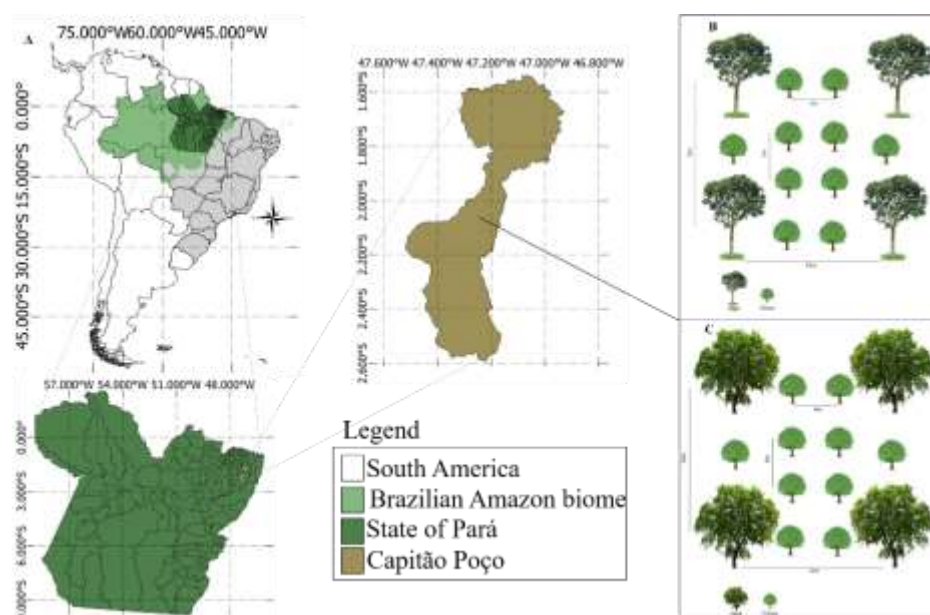 A
75.000°W 60.000°W 45.000°W
0.000°
15.000°S
30.000°S
45.000°S
47.600°W 47.400°W 47.200°W 47.000°W 46.800°W
1.600°S
1.800°S
2.000°S
2.200°S
2.400°S
2.600°S
57.000°W 54.000°W 51.000°W 48.000°W
0.000°
3.000°S
6.000°S
9.000°S
Legend
South America
Brazilian Amazon biome
State of Pará
Capitão Poço
B
C